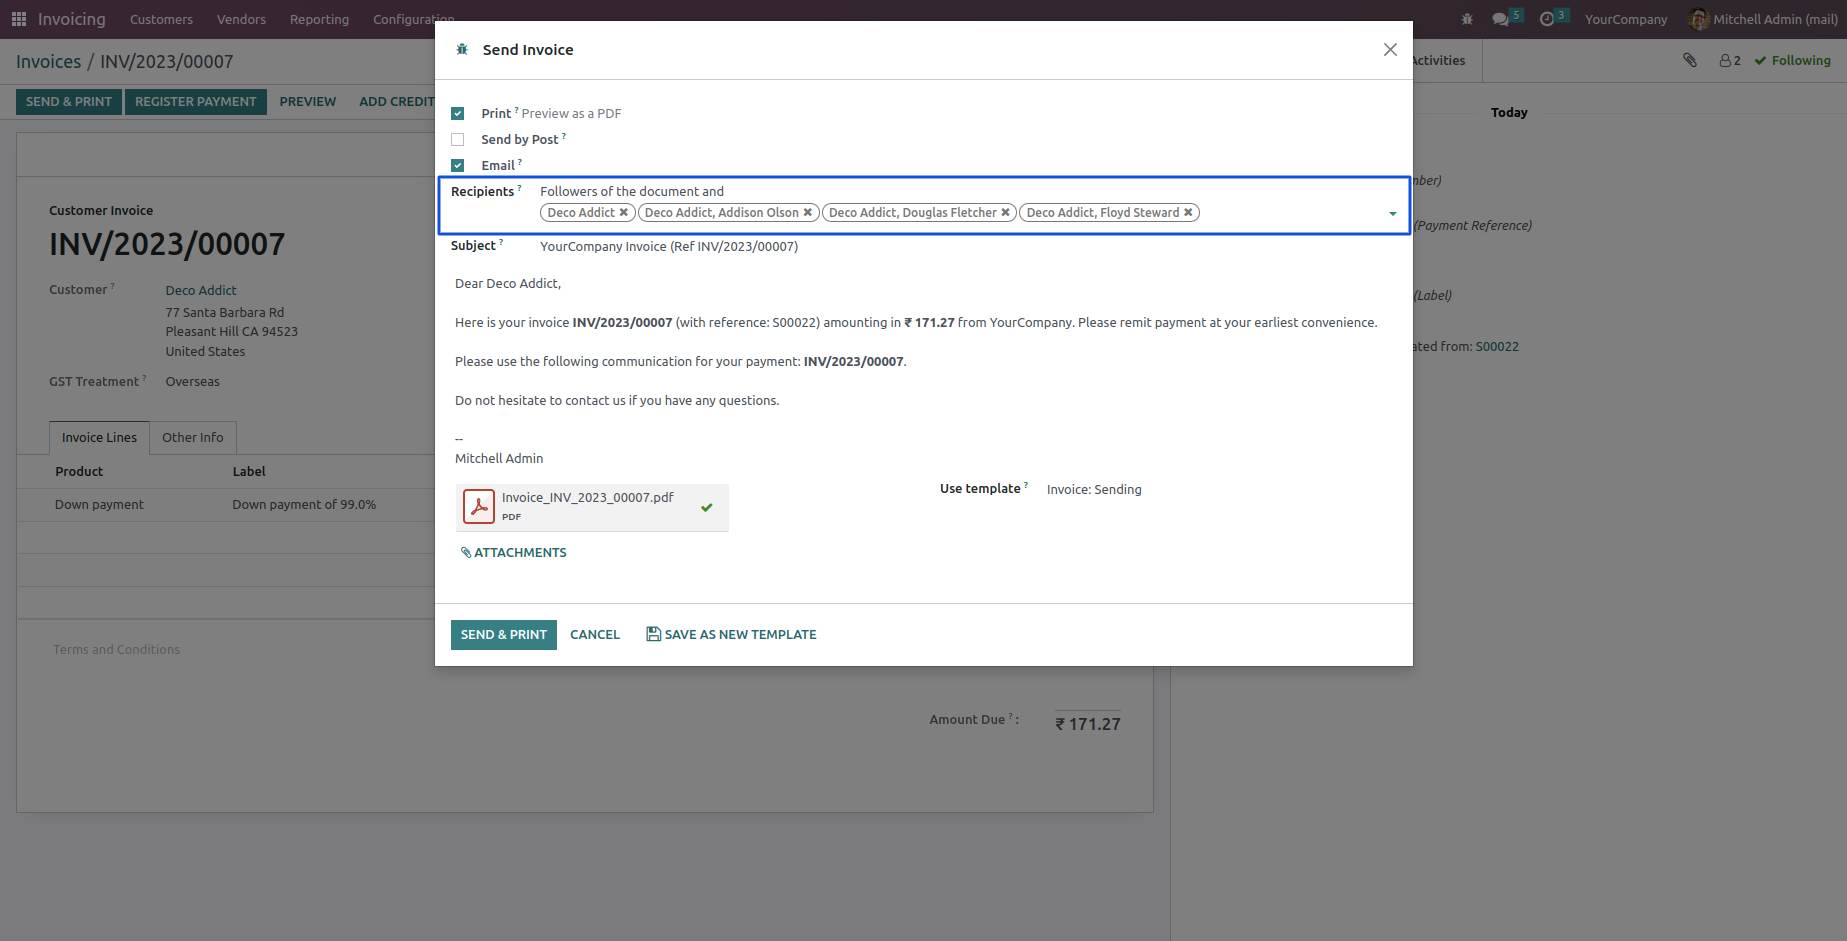 Invoicing Customers Vendors Reporting Configuration 5 3 YourCompany Mitchell Admin (mail)
Invoices / INV/2023/00007
Activities 2 Following
SEND & PRINT REGISTER PAYMENT PREVIEW ADD CREDIT
Today
Send Invoice
Print ? Preview as a PDF
Send by Post ?
Email ?
Recipients ? Followers of the document and
Deco Addict ✖ Deco Addict, Addison Olson ✖ Deco Addict, Douglas Fletcher ✖ Deco Addict, Floyd Steward ✖
Subject ? YourCompany Invoice (Ref INV/2023/00007)
Dear Deco Addict,
Here is your invoice INV/2023/00007 (with reference: S00022) amounting in ₹ 171.27 from YourCompany. Please remit payment at your earliest convenience.
Please use the following communication for your payment: INV/2023/00007.
Do not hesitate to contact us if you have any questions.
--
Mitchell Admin
Invoice_INV_2023_00007.pdf
PDF
Use template ? Invoice: Sending
ATTACHMENTS
SEND & PRINT CANCEL SAVE AS NEW TEMPLATE
Customer Invoice
INV/2023/00007
Customer ? Deco Addict
77 Santa Barbara Rd
Pleasant Hill CA 94523
United States
GST Treatment ? Overseas
Invoice Lines Other Info
Product Label
Down payment Down payment of 99.0%
Terms and Conditions
Amount Due ? : ₹ 171.27
mber)
(Payment Reference)
(Label)
ated from: S00022